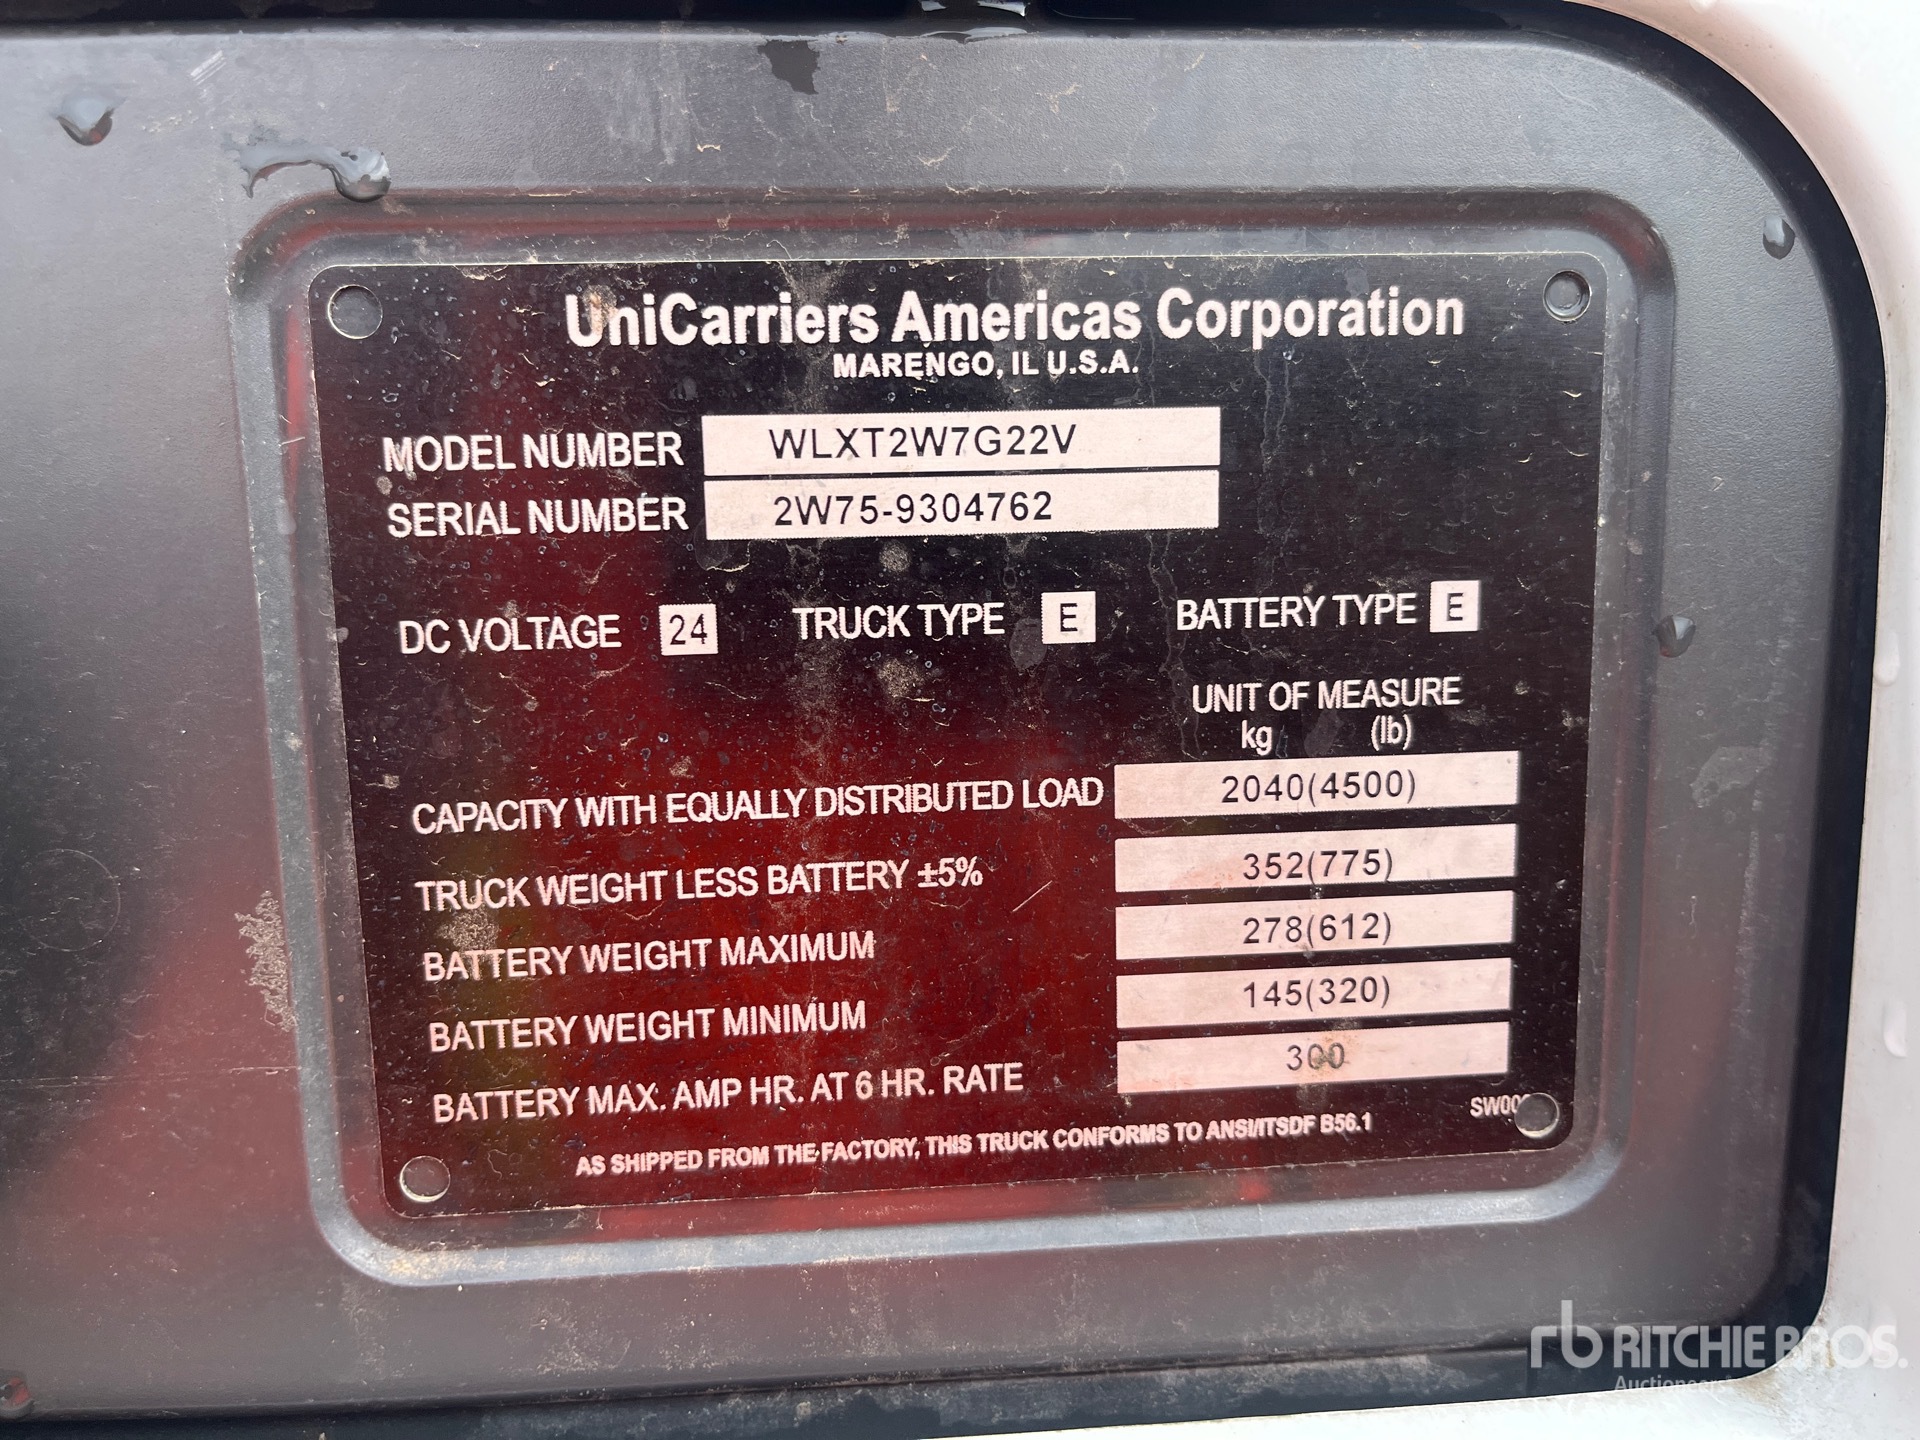 UniCarriers Americas Corporation
MARENGO, IL U.S.A.
MODEL NUMBER WLXT2W7G22V
SERIAL NUMBER 2W75-9304762
DC VOLTAGE 24 TRUCK TYPE E BATTERY TYPE E
UNIT OF MEASURE
kg (lb)
CAPACITY WITH EQUALLY DISTRIBUTED LOAD 2040(4500)
TRUCK WEIGHT LESS BATTERY ±5% 352(775)
BATTERY WEIGHT MAXIMUM 278(612)
BATTERY WEIGHT MINIMUM 145(320)
BATTERY MAX. AMP HR. AT 6 HR. RATE 300
AS SHIPPED FROM THE FACTORY, THIS TRUCK CONFORMS TO ANSI/ITSDF B56.1
rb RITCHIE BROS.
Auctioneers